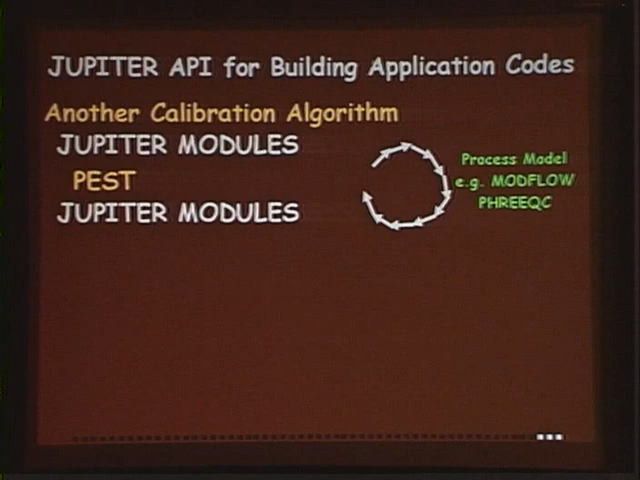 JUPITER API for Building Application Codes
Another Calibration Algorithm
JUPITER MODULES
PEST
JUPITER MODULES
Process Model
e.g. MODFLOW
PHREEQC